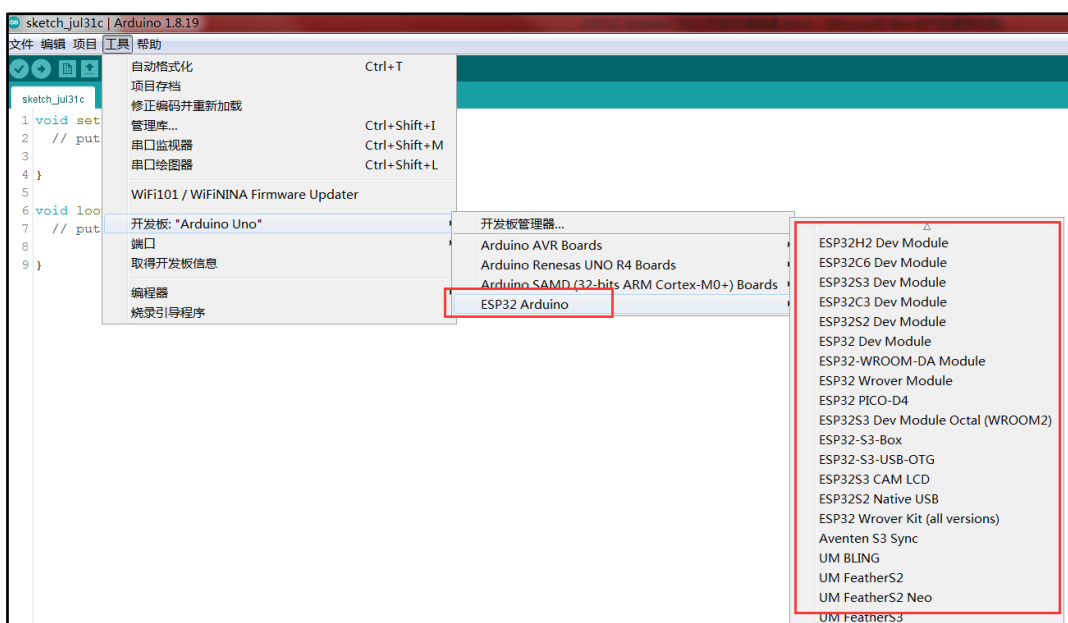 sketch_jul31c | Arduino 1.8.19
文件 编辑 项目 工具 帮助
sketch_jul31c
1 void set
2 // put
3
4 }
5
6 void loo
7 // put
8
9 }
自动格式化 Ctrl+T
项目存档
修正编码并重新加载
管理库... Ctrl+Shift+I
串口监视器 Ctrl+Shift+M
串口绘图器 Ctrl+Shift+L
WiFi101 / WiFiNINA Firmware Updater
开发板: "Arduino Uno"
端口
取得开发板信息
编程器
烧录引导程序
开发板管理器...
Arduino AVR Boards
Arduino Renesas UNO R4 Boards
Arduino SAMD (32-bits ARM Cortex-M0+) Boards
ESP32 Arduino
ESP32H2 Dev Module
ESP32C6 Dev Module
ESP32S3 Dev Module
ESP32C3 Dev Module
ESP32S2 Dev Module
ESP32 Dev Module
ESP32-WROOM-DA Module
ESP32 Wrover Module
ESP32 PICO-D4
ESP32S3 Dev Module Octal (WROOM2)
ESP32-S3-Box
ESP32-S3-USB-OTG
ESP32S3 CAM LCD
ESP32S2 Native USB
ESP32 Wrover Kit (all versions)
Aventen S3 Sync
UM BLING
UM FeatherS2
UM FeatherS2 Neo
UM FeatherS3